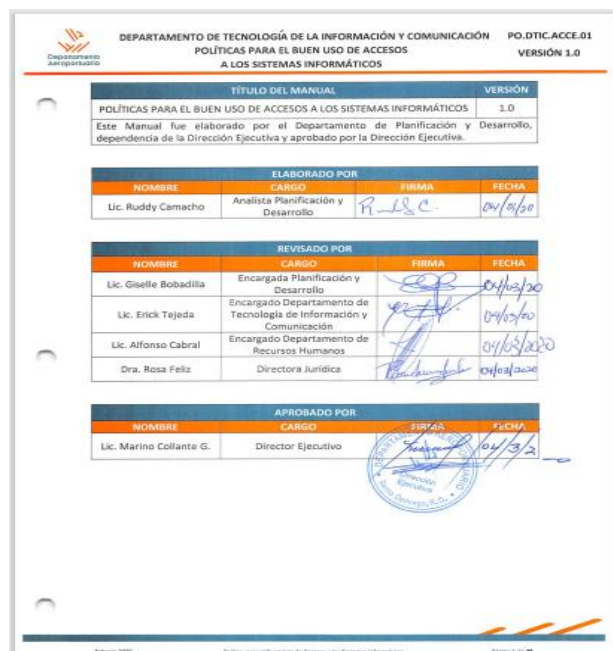 Departamento
Aeroportuario
DEPARTAMENTO DE TECNOLOGÍA DE LA INFORMACIÓN Y COMUNICACIÓN
POLÍTICAS PARA EL BUEN USO DE ACCESOS
A LOS SISTEMAS INFORMÁTICOS
PO.DTIC.ACCE.01
VERSIÓN 1.0
TÍTULO DEL MANUAL VERSIÓN
POLÍTICAS PARA EL BUEN USO DE ACCESOS A LOS SISTEMAS INFORMÁTICOS 1.0
Este Manual fue elaborado por el Departamento de Planificación y Desarrollo,
dependencia de la Dirección Ejecutiva y aprobado por la Dirección Ejecutiva.
ELABORADO POR
NOMBRE CARGO FIRMA FECHA
Lic. Ruddy Camacho Analista Planificación y
Desarrollo
REVISADO POR
NOMBRE CARGO FIRMA FECHA
Lic. Giselle Bobadilla Encargada Planificación y
Desarrollo 04/03/20
Lic. Erick Tejeda Encargado Departamento de
Tecnología de Información y
Comunicación 04/03/20
Lic. Alfonso Cabral Encargado Departamento de
Recursos Humanos 04/03/2020
Dra. Rosa Feliz Directora Jurídica 04/03/2020
APROBADO POR
NOMBRE CARGO FIRMA FECHA
Lic. Marino Collante G. Director Ejecutivo 04/3/2
DEPARTAMENTO AEROPORTUARIO
Dirección
Ejecutiva
Santo Domingo, R.D.